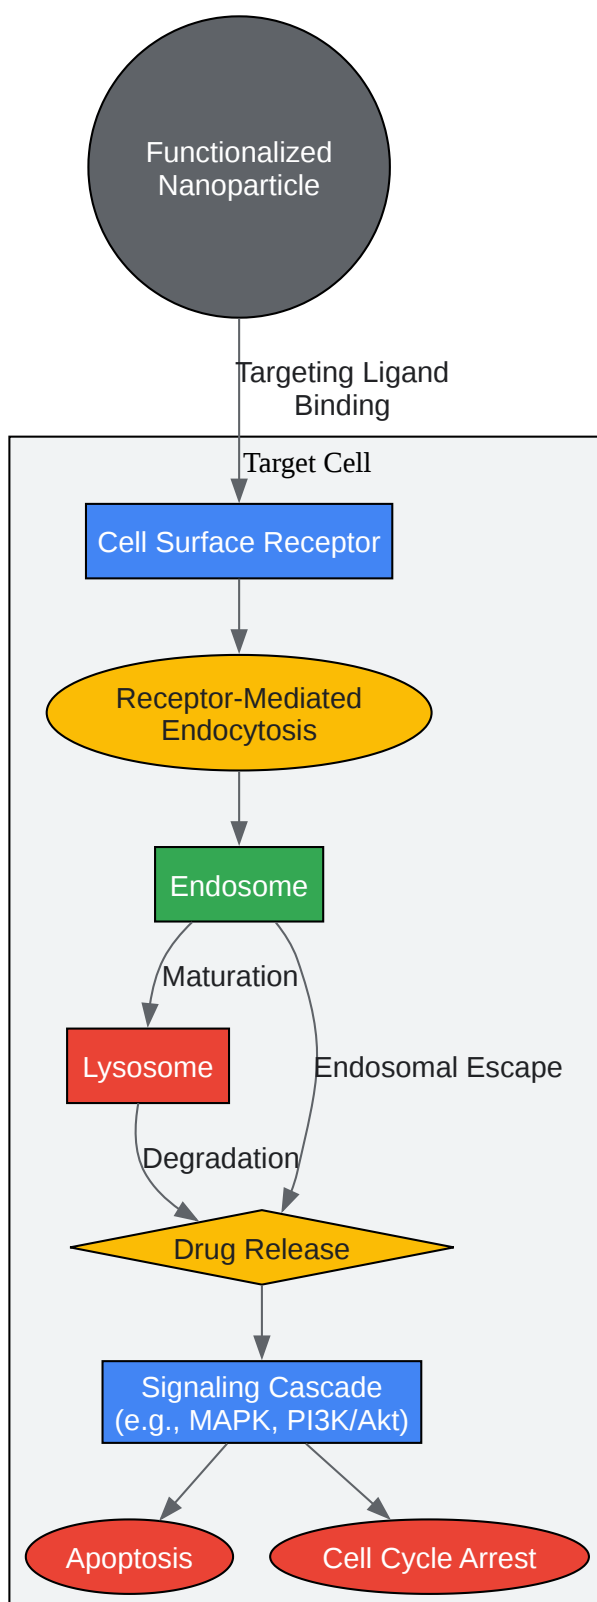 Functionalized
Nanoparticle
Targeting Ligand
Binding
Target Cell
Cell Surface Receptor
Receptor-Mediated
Endocytosis
Endosome
Maturation
Lysosome
Endosomal Escape
Degradation
Drug Release
Signaling Cascade
(e.g., MAPK, PI3K/Akt)
Apoptosis
Cell Cycle Arrest